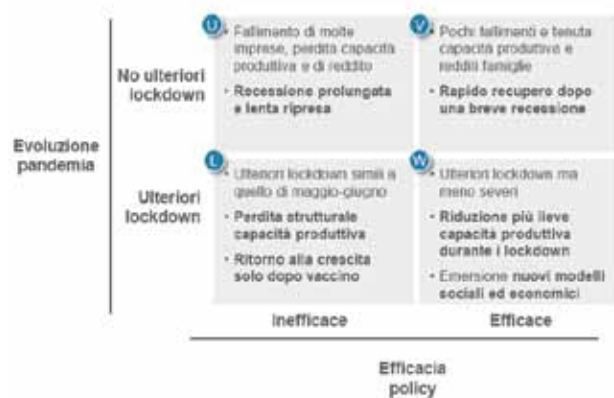 Evoluzione
pandemia
No ulteriori
lockdown
U
• Fallimento di molte
imprese, perdita capacità
produttiva e di reddito
• Recessione prolungata
e lenta ripresa
V
• Pochi fallimenti e tenuta
capacità produttiva e
redditi famiglie
• Rapido recupero dopo
una breve recessione
Ulteriori
lockdown
L
• Ulteriori lockdown simili a
quello di maggio-giugno
• Perdita strutturale
capacità produttiva
• Ritorno alla crescita
solo dopo vaccino
W
• Ulteriori lockdown ma
meno severi
• Riduzione più lieve
capacità produttiva
durante i lockdown
• Emersione nuovi modelli
sociali ed economici
Inefficace
Efficace
Efficacia
policy